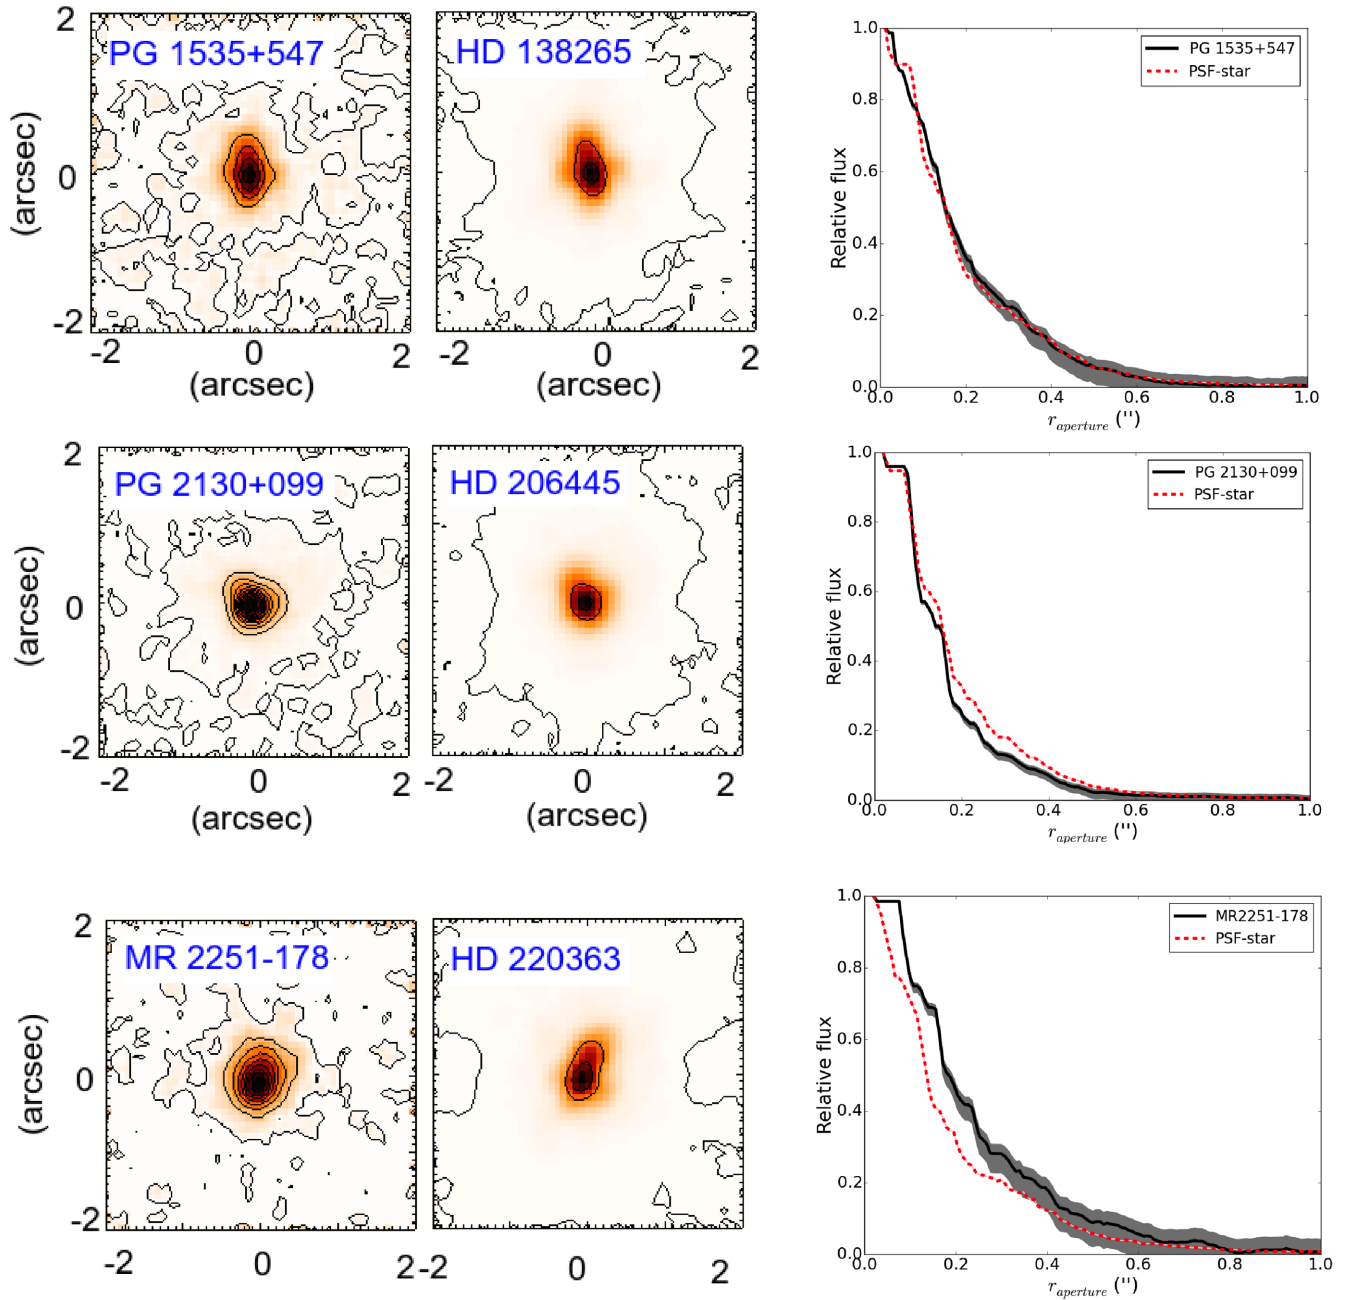 2
PG 1535+547
HD 138265
0
-2
(arcsec)
-2 0 2
-2 0 2
(arcsec)
(arcsec)
1.0
0.8
0.6
0.4
0.2
0.0
Relative flux
PG 1535+547
PSF-star
0.0 0.2 0.4 0.6 0.8 1.0
r aperture ('')
2
PG 2130+099
HD 206445
0
-2
(arcsec)
-2 0 2
-2 0 2
(arcsec)
(arcsec)
1.0
0.8
0.6
0.4
0.2
0.0
Relative flux
PG 2130+099
PSF-star
0.0 0.2 0.4 0.6 0.8 1.0
r aperture ('')
2
MR 2251-178
HD 220363
0
-2
(arcsec)
-2 0 2
-2 0 2
1.0
0.8
0.6
0.4
0.2
0.0
Relative flux
MR2251-178
PSF-star
0.0 0.2 0.4 0.6 0.8 1.0
r aperture ('')